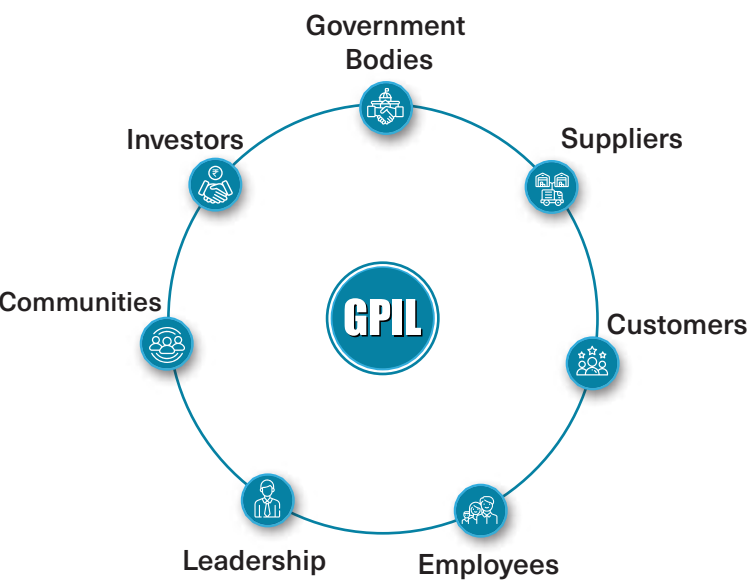 Government
Bodies
Investors
Suppliers
₹
Communities
GPIL
Customers
Leadership
Employees